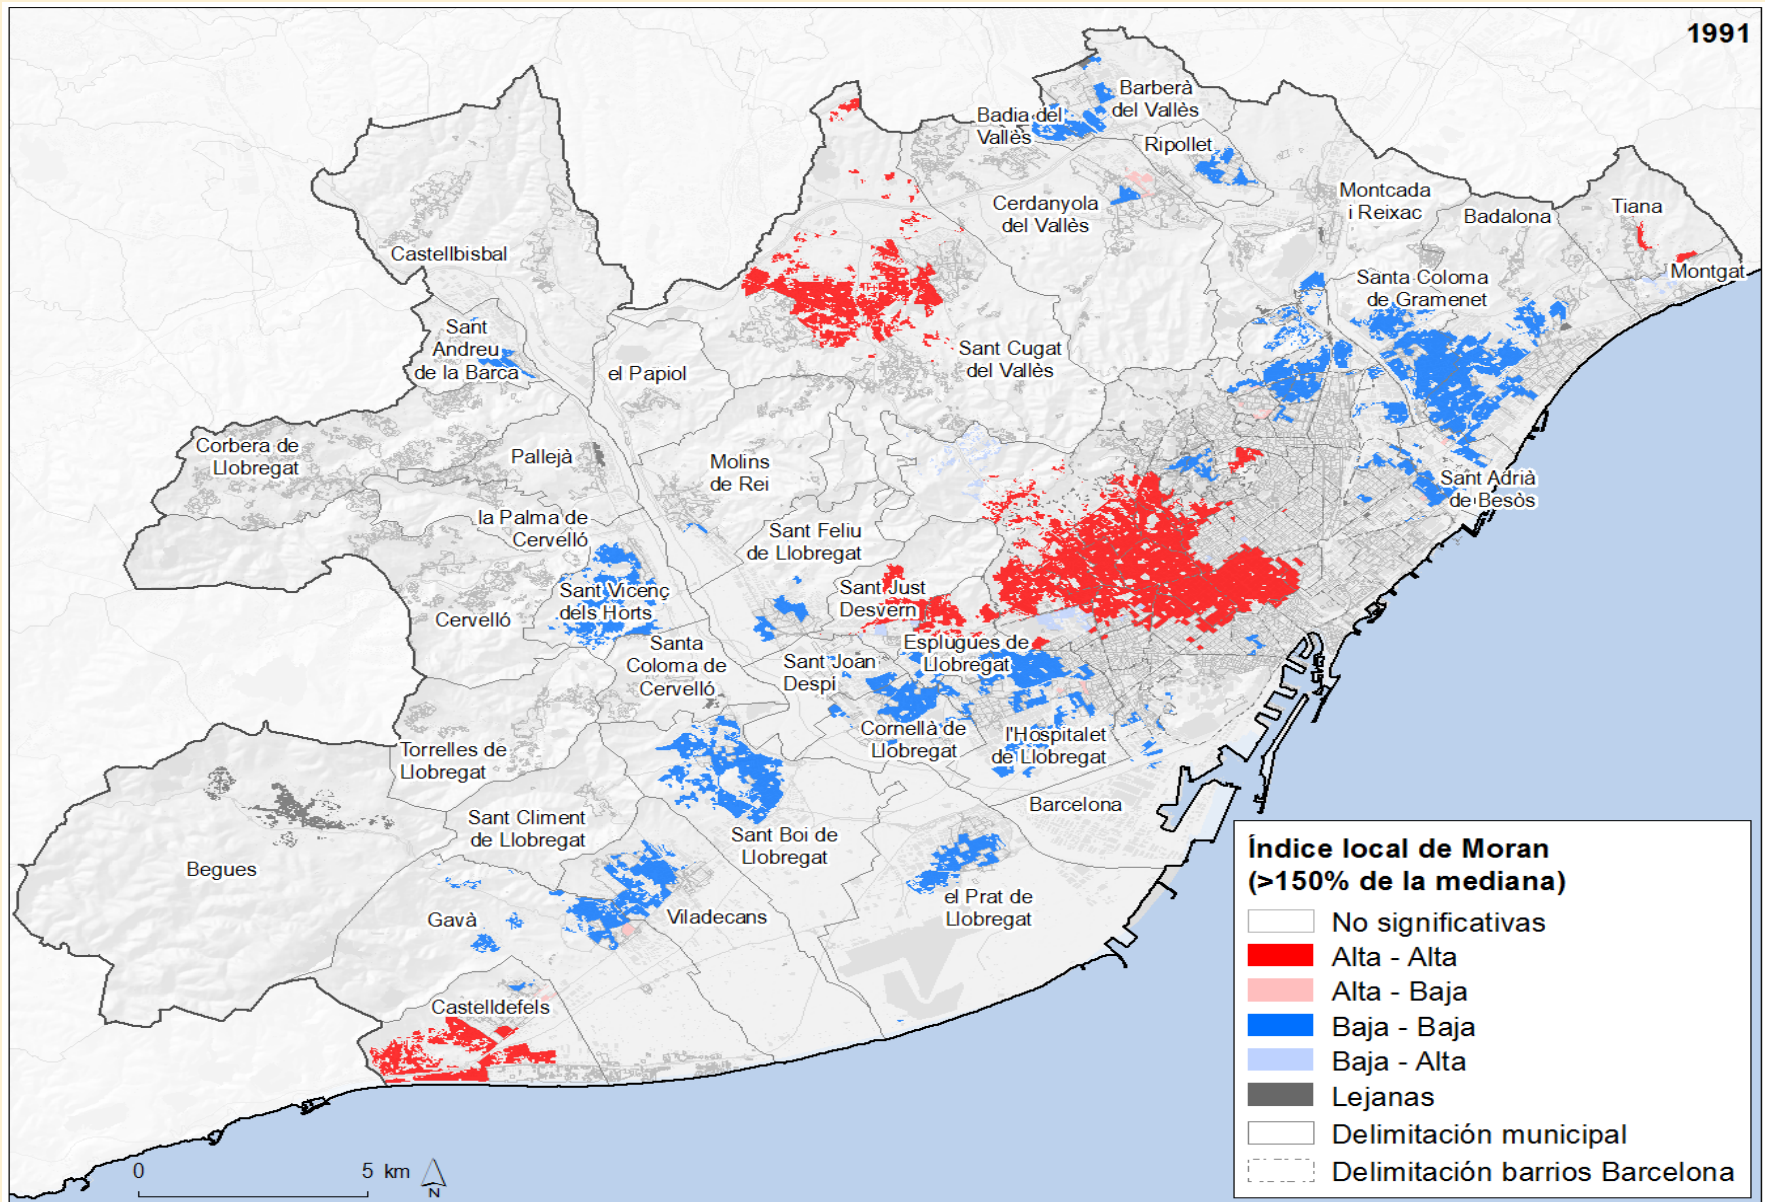 1991
Barberà
del Vallès
Badia del
Vallès
Ripollet
Montcada
i Reixac
Cerdanyola
del Vallès
Badalona
Tiana
Castellbisbal
Montgat
Santa Coloma
de Gramenet
Sant
Andreu
de la Barca
el Papiol
Sant Cugat
del Vallès
Corbera de
Llobregat
Pallejà
Molins
de Rei
Sant Adrià
de Besòs
la Palma de
Cervelló
Sant Feliu
de Llobregat
Sant Vicenç
dels Horts
Sant Just
Desvern
Cervelló
Santa
Coloma de
Cervelló
Esplugues de
Llobregat
Sant Joan
Despí
Cornellà de
Llobregat
l'Hospitalet
de Llobregat
Torrelles de
Llobregat
Barcelona
Sant Climent
de Llobregat
Sant Boi de
Llobregat
Begues
el Prat de
Llobregat
Gavà
Viladecans
Castelldefels
Índice local de Moran
(>150% de la mediana)
No significativas
Alta - Alta
Alta - Baja
Baja - Baja
Baja - Alta
Lejanas
Delimitación municipal
Delimitación barrios Barcelona
0 5 km
N